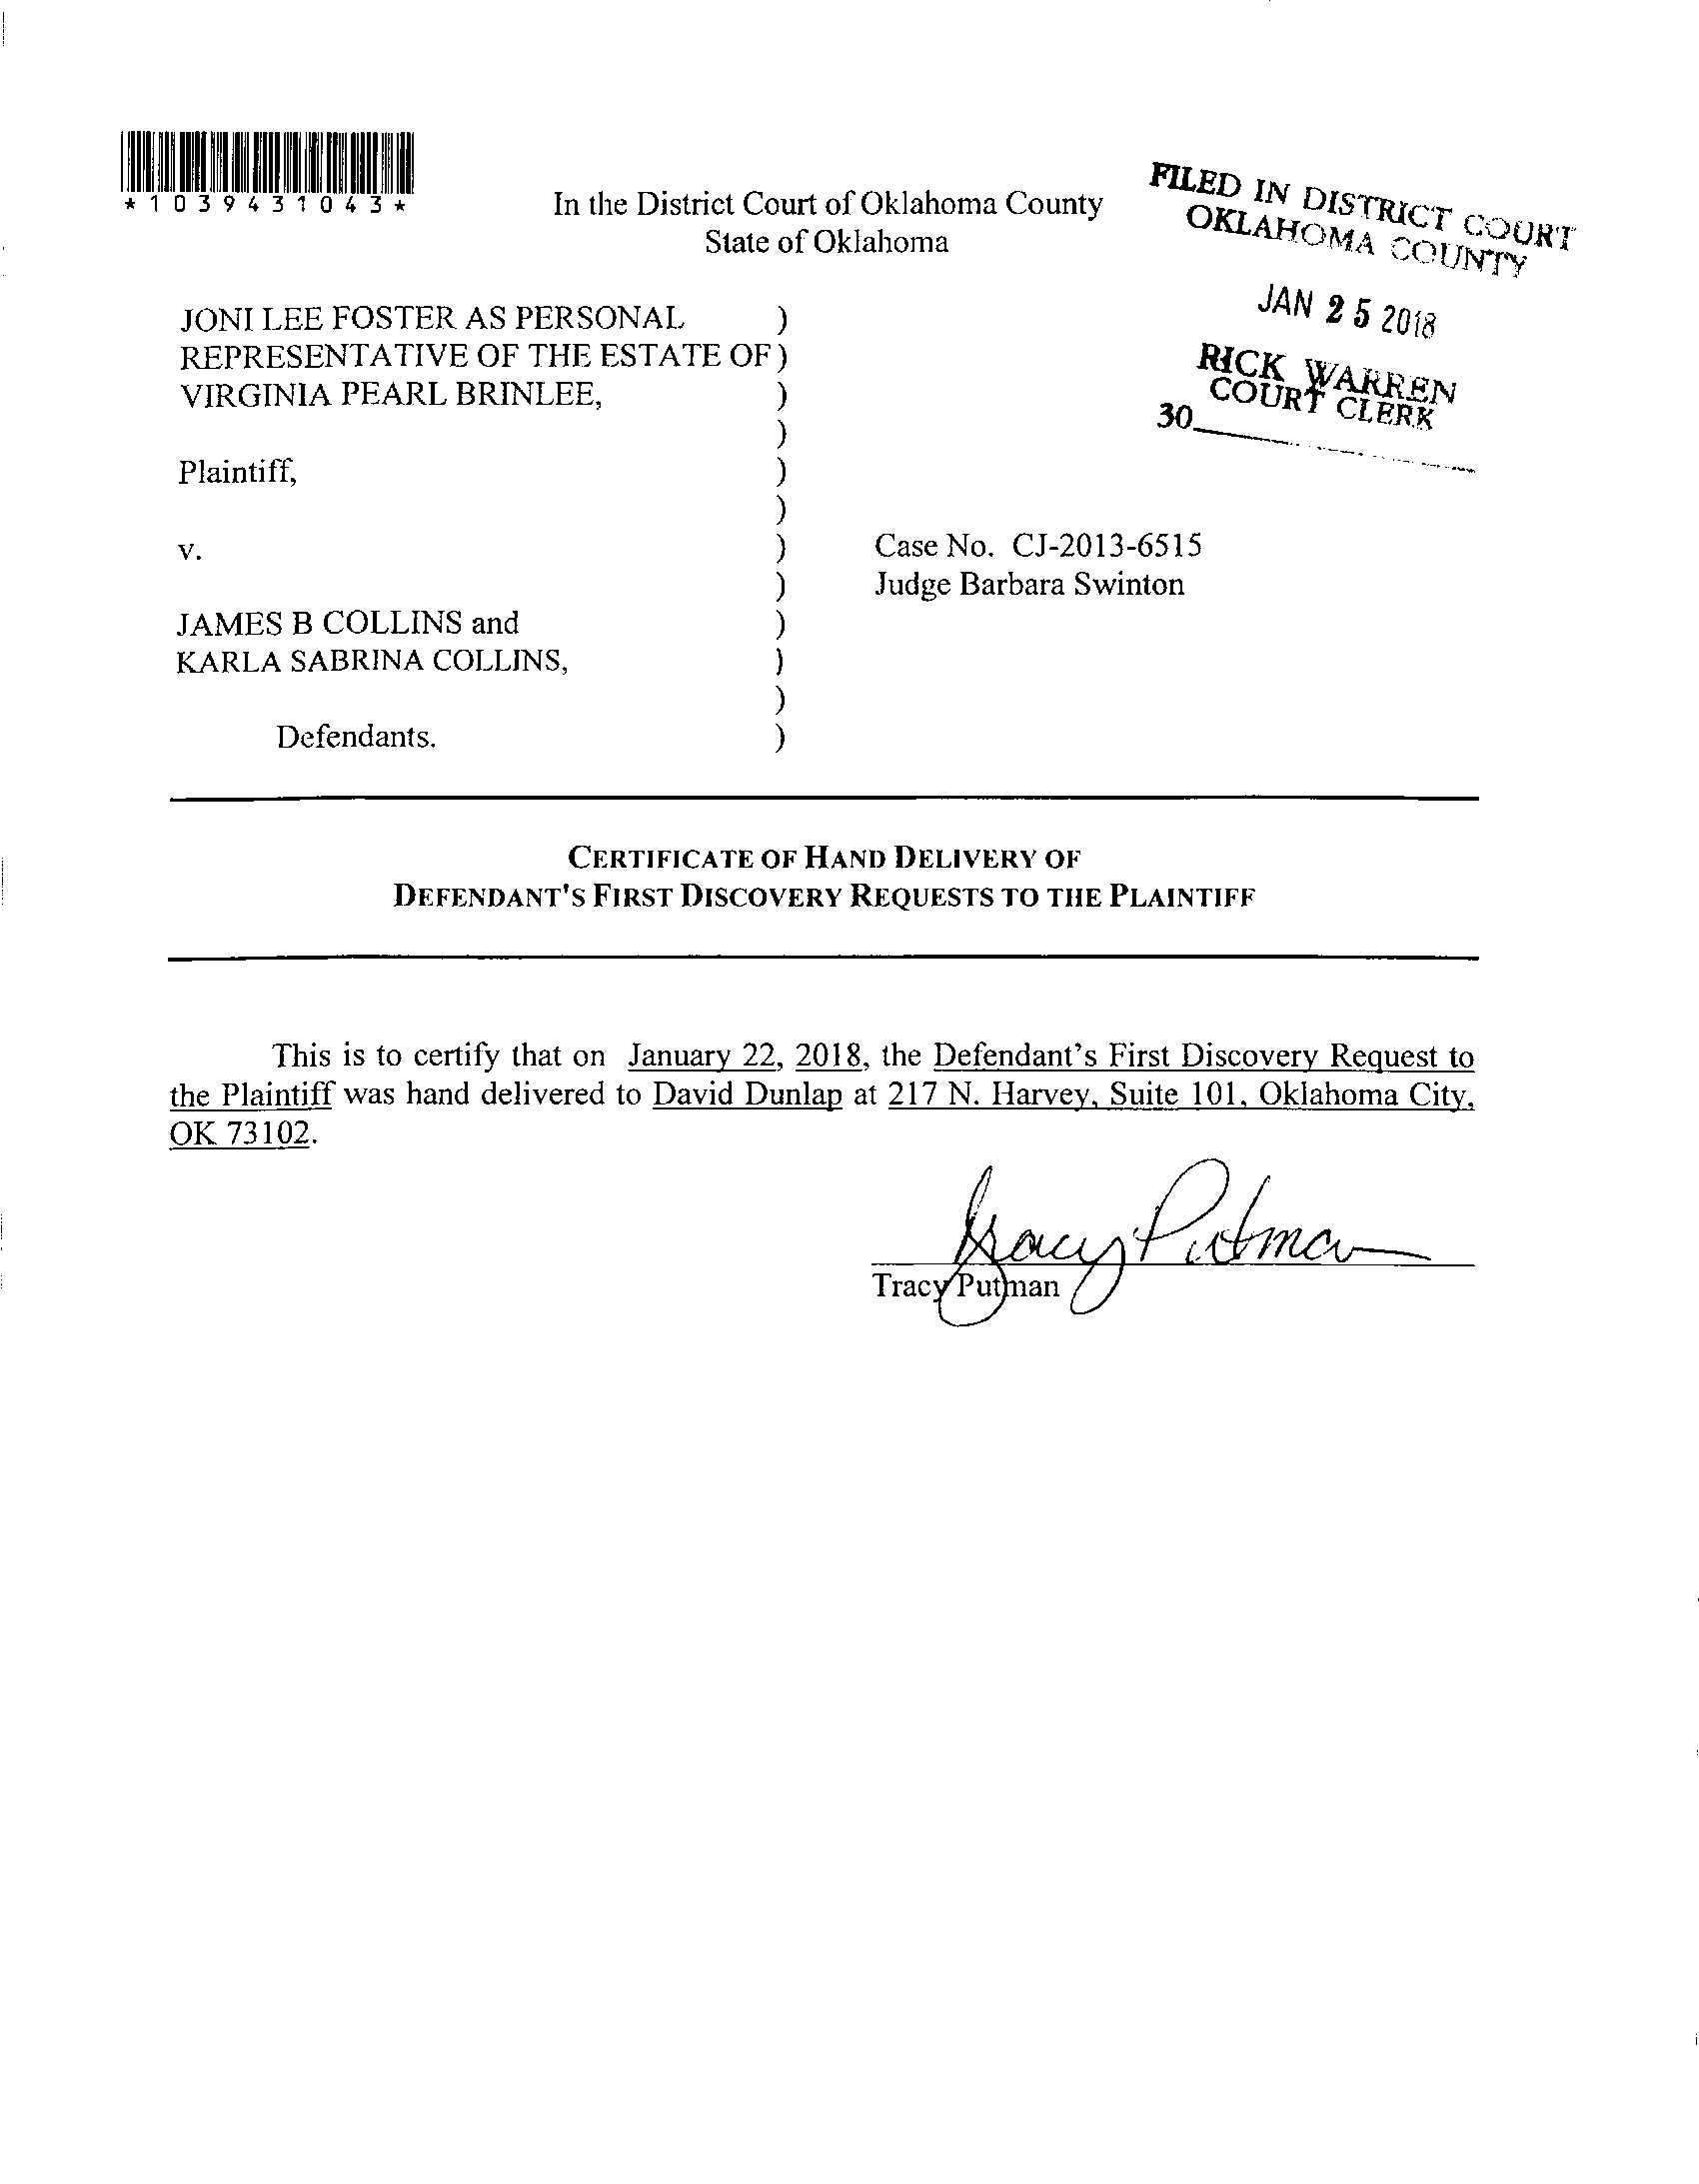 *1039431043*
In the District Court of Oklahoma County
State of Oklahoma
FILED IN DISTRICT COURT
OKLAHOMA COUNTY
JAN 25 2018
RICK WARREN
COURT CLERK
30
JONI LEE FOSTER AS PERSONAL )
REPRESENTATIVE OF THE ESTATE OF )
VIRGINIA PEARL BRINLEE, )
)
Plaintiff, )
)
v. )
)
JAMES B COLLINS and )
KARLA SABRINA COLLINS, )
)
Defendants. )
Case No. CJ-2013-6515
Judge Barbara Swinton
CERTIFICATE OF HAND DELIVERY OF
DEFENDANT'S FIRST DISCOVERY REQUESTS TO THE PLAINTIFF
This is to certify that on January 22, 2018, the Defendant’s First Discovery Request to
the Plaintiff was hand delivered to David Dunlap at 217 N. Harvey, Suite 101, Oklahoma City,
OK 73102.
Tracy Putman
Tracy Putman